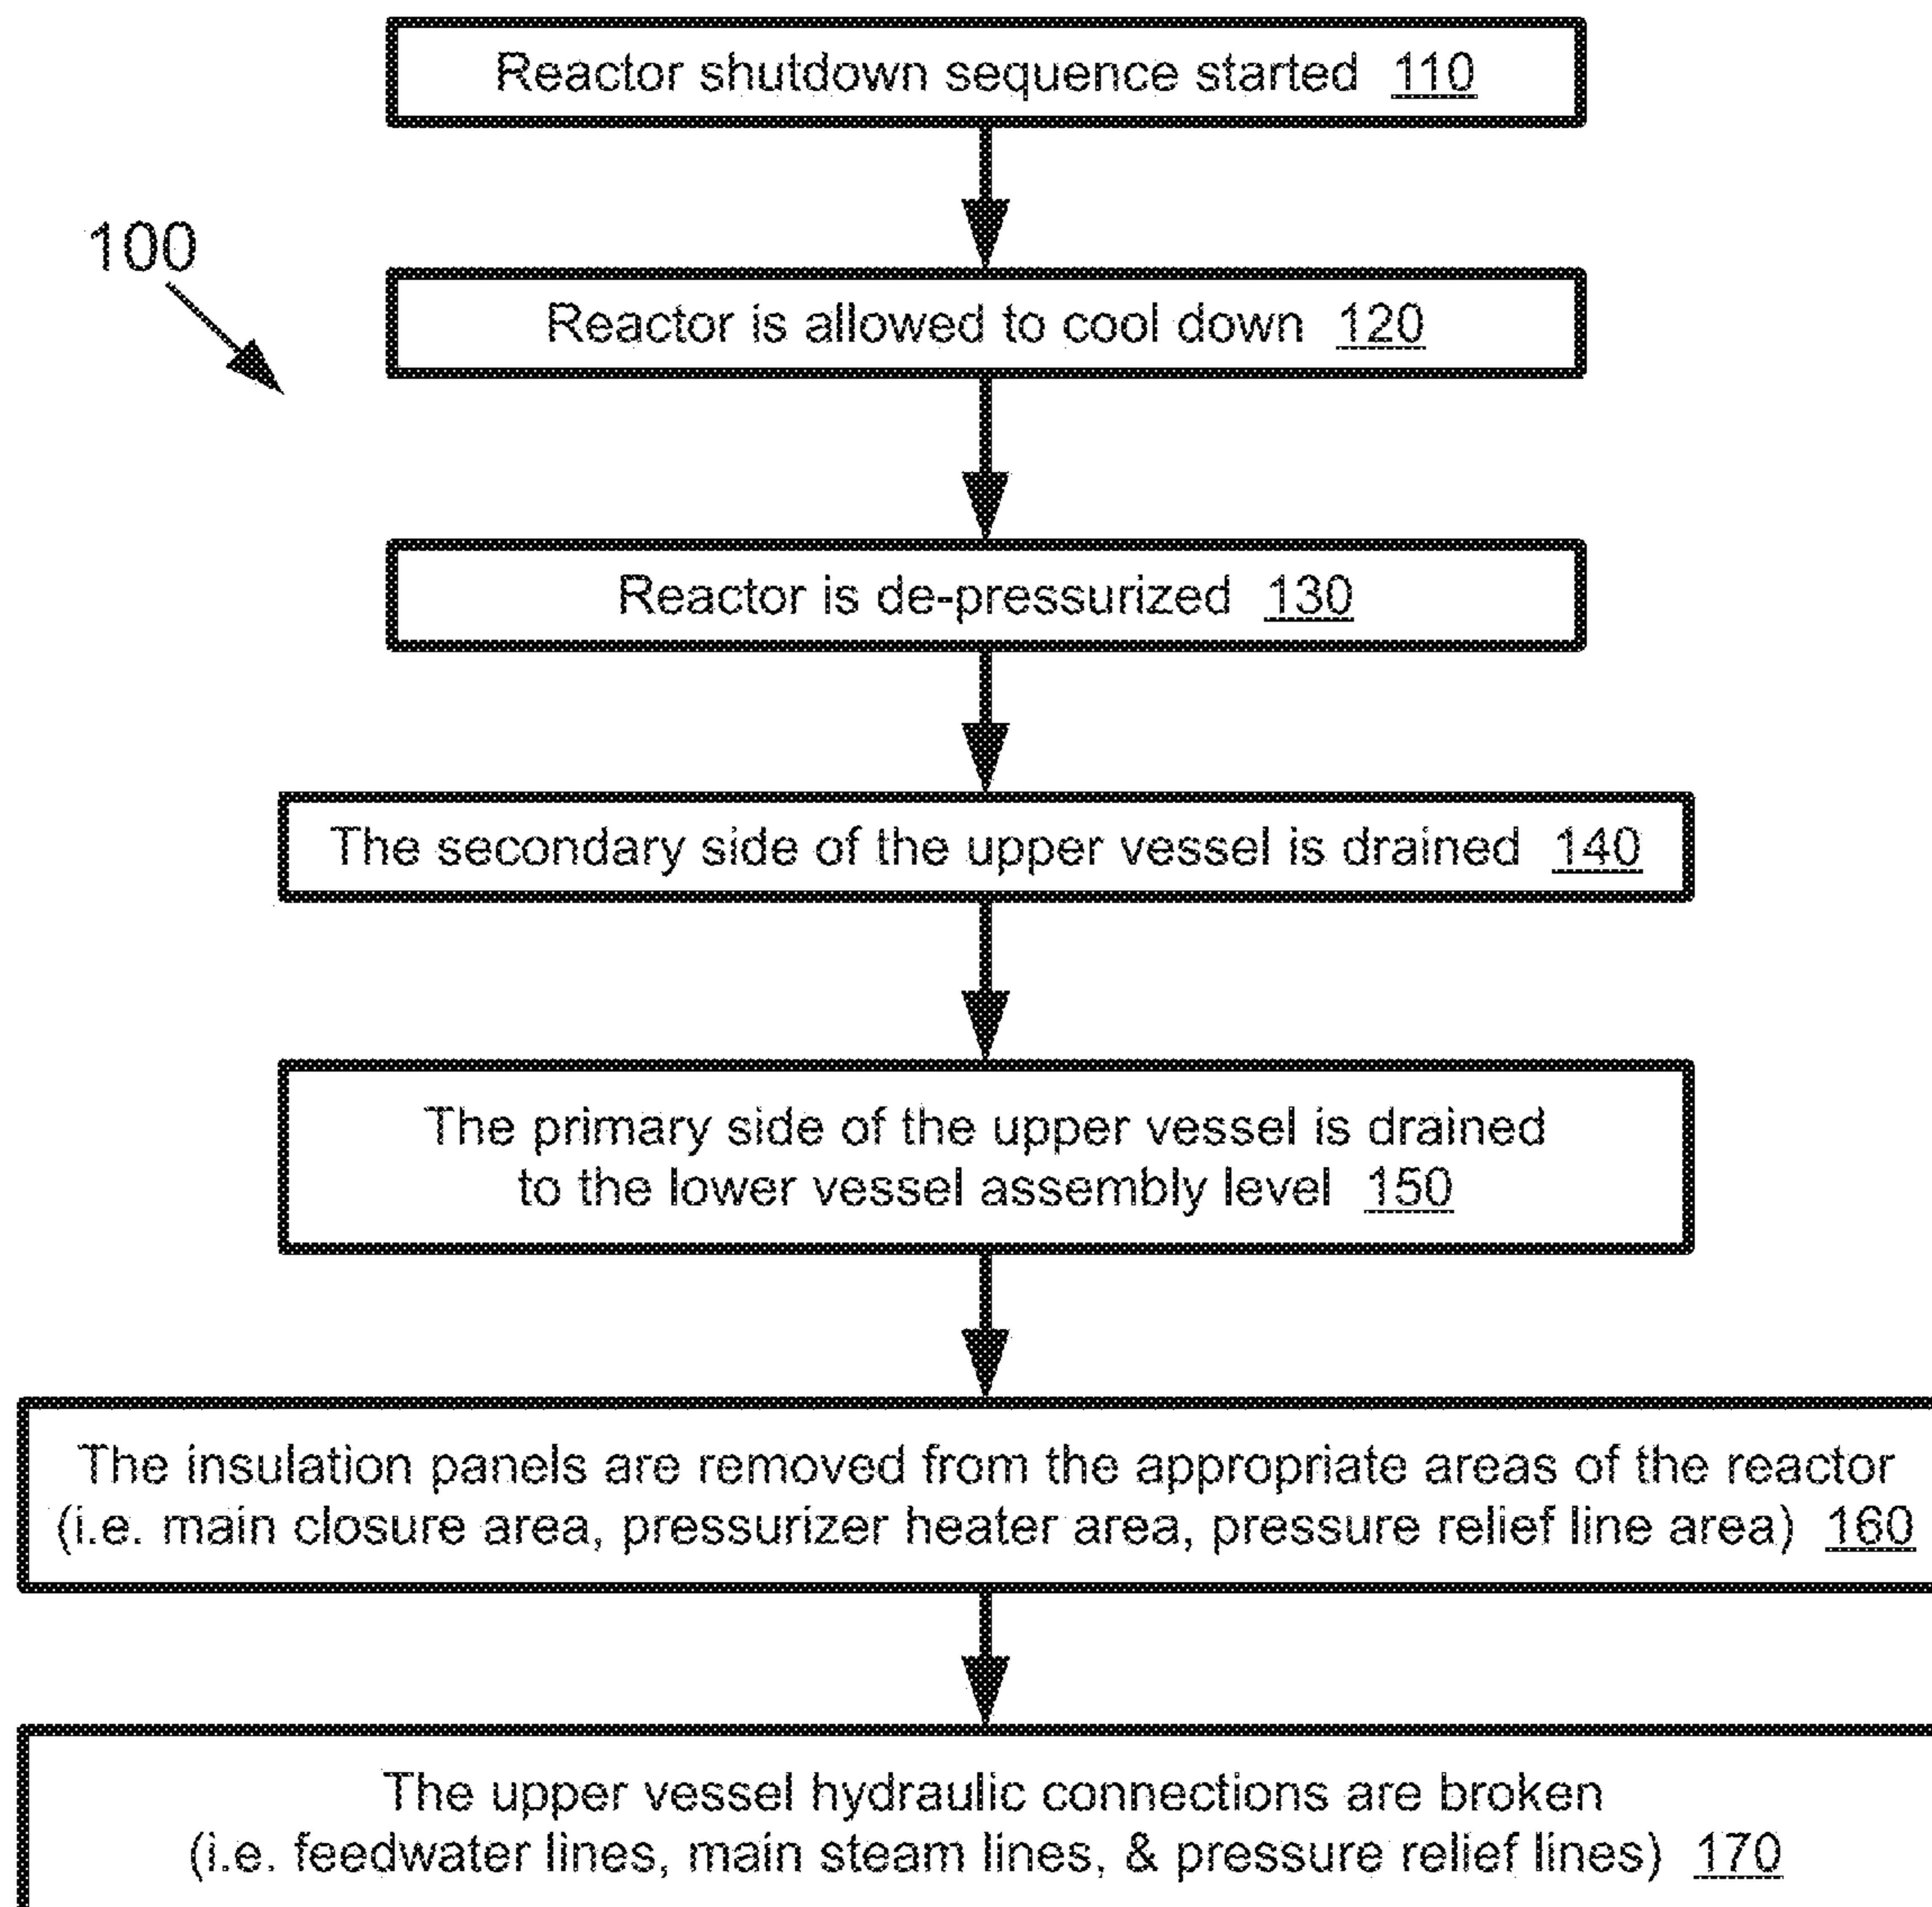 Reactor shutdown sequence started 110
100
Reactor is allowed to cool down 120
Reactor is de-pressurized 130
The secondary side of the upper vessel is drained 140
The primary side of the upper vessel is drained
to the lower vessel assembly level 150
The insulation panels are removed from the appropriate areas of the reactor
(i.e. main closure area, pressurizer heater area, pressure relief line area) 160
The upper vessel hydraulic connections are broken
(i.e. feedwater lines, main steam lines, & pressure relief lines) 170